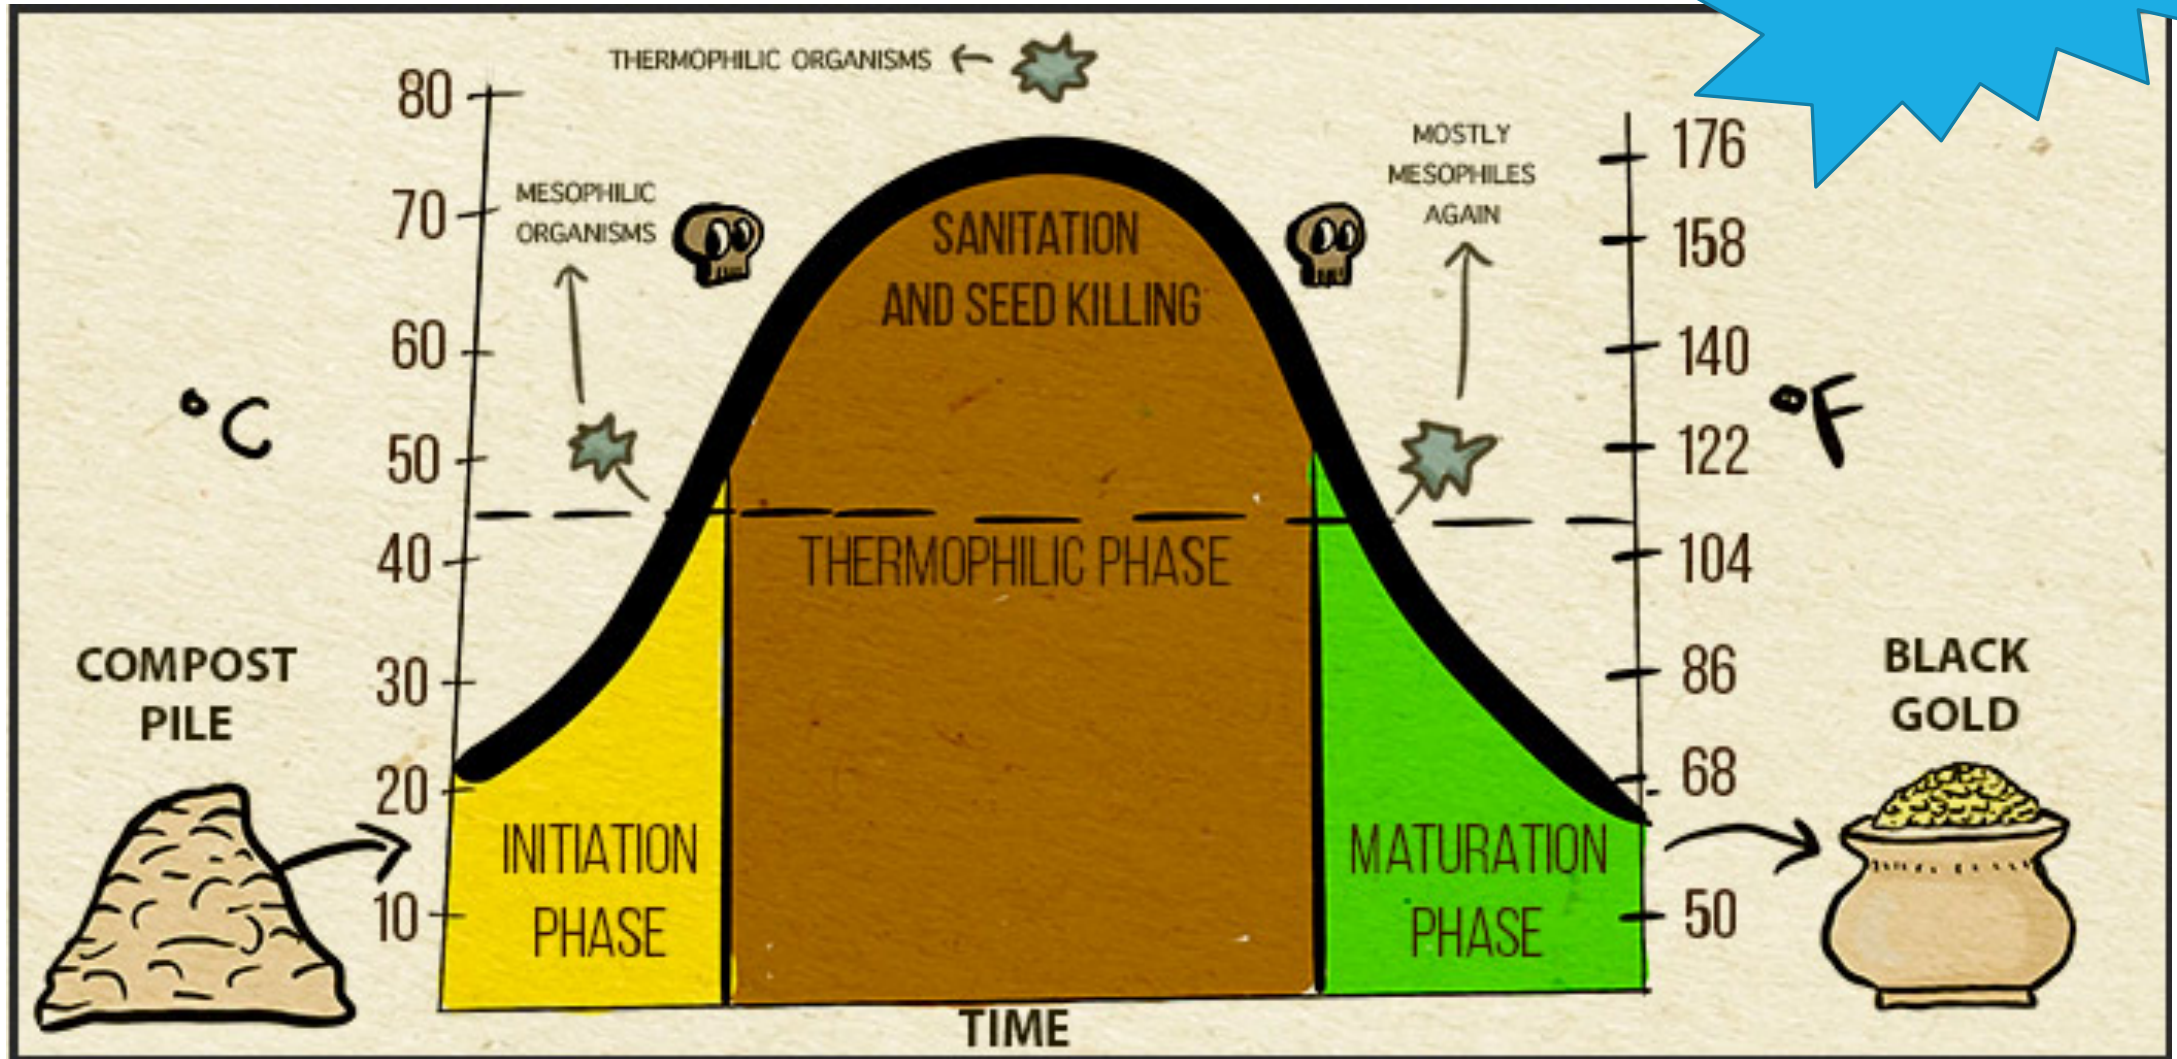 THERMOPHILIC ORGANISMS
80
70
60
50
40
30
20
10
°C
MESOPHILIC
ORGANISMS
SANITATION
AND SEED KILLING
THERMOPHILIC PHASE
MOSTLY
MESOPHILES
AGAIN
176
158
140
122
104
86
68
50
°F
COMPOST
PILE
INITIATION
PHASE
MATURATION
PHASE
BLACK
GOLD
TIME